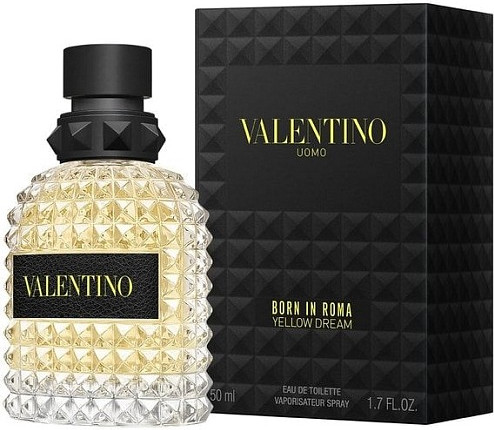 VALENTINO
VALENTINO
UOMO
BORN IN ROMA
YELLOW DREAM
EAU DE TOILETTE
50 ml VAPORISATEUR SPRAY 1.7 FL.OZ.